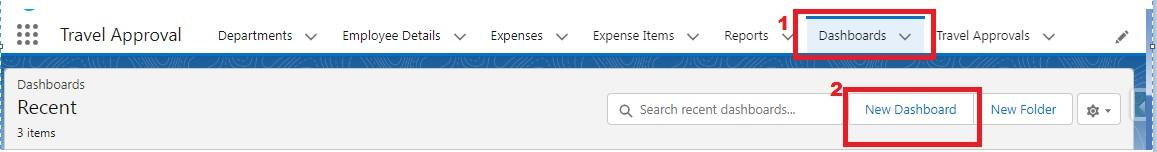 1
Travel Approval Departments Employee Details Expenses Expense Items Reports Dashboards Travel Approvals
Dashboards
Recent
3 items
2
Search recent dashboards... New Dashboard New Folder